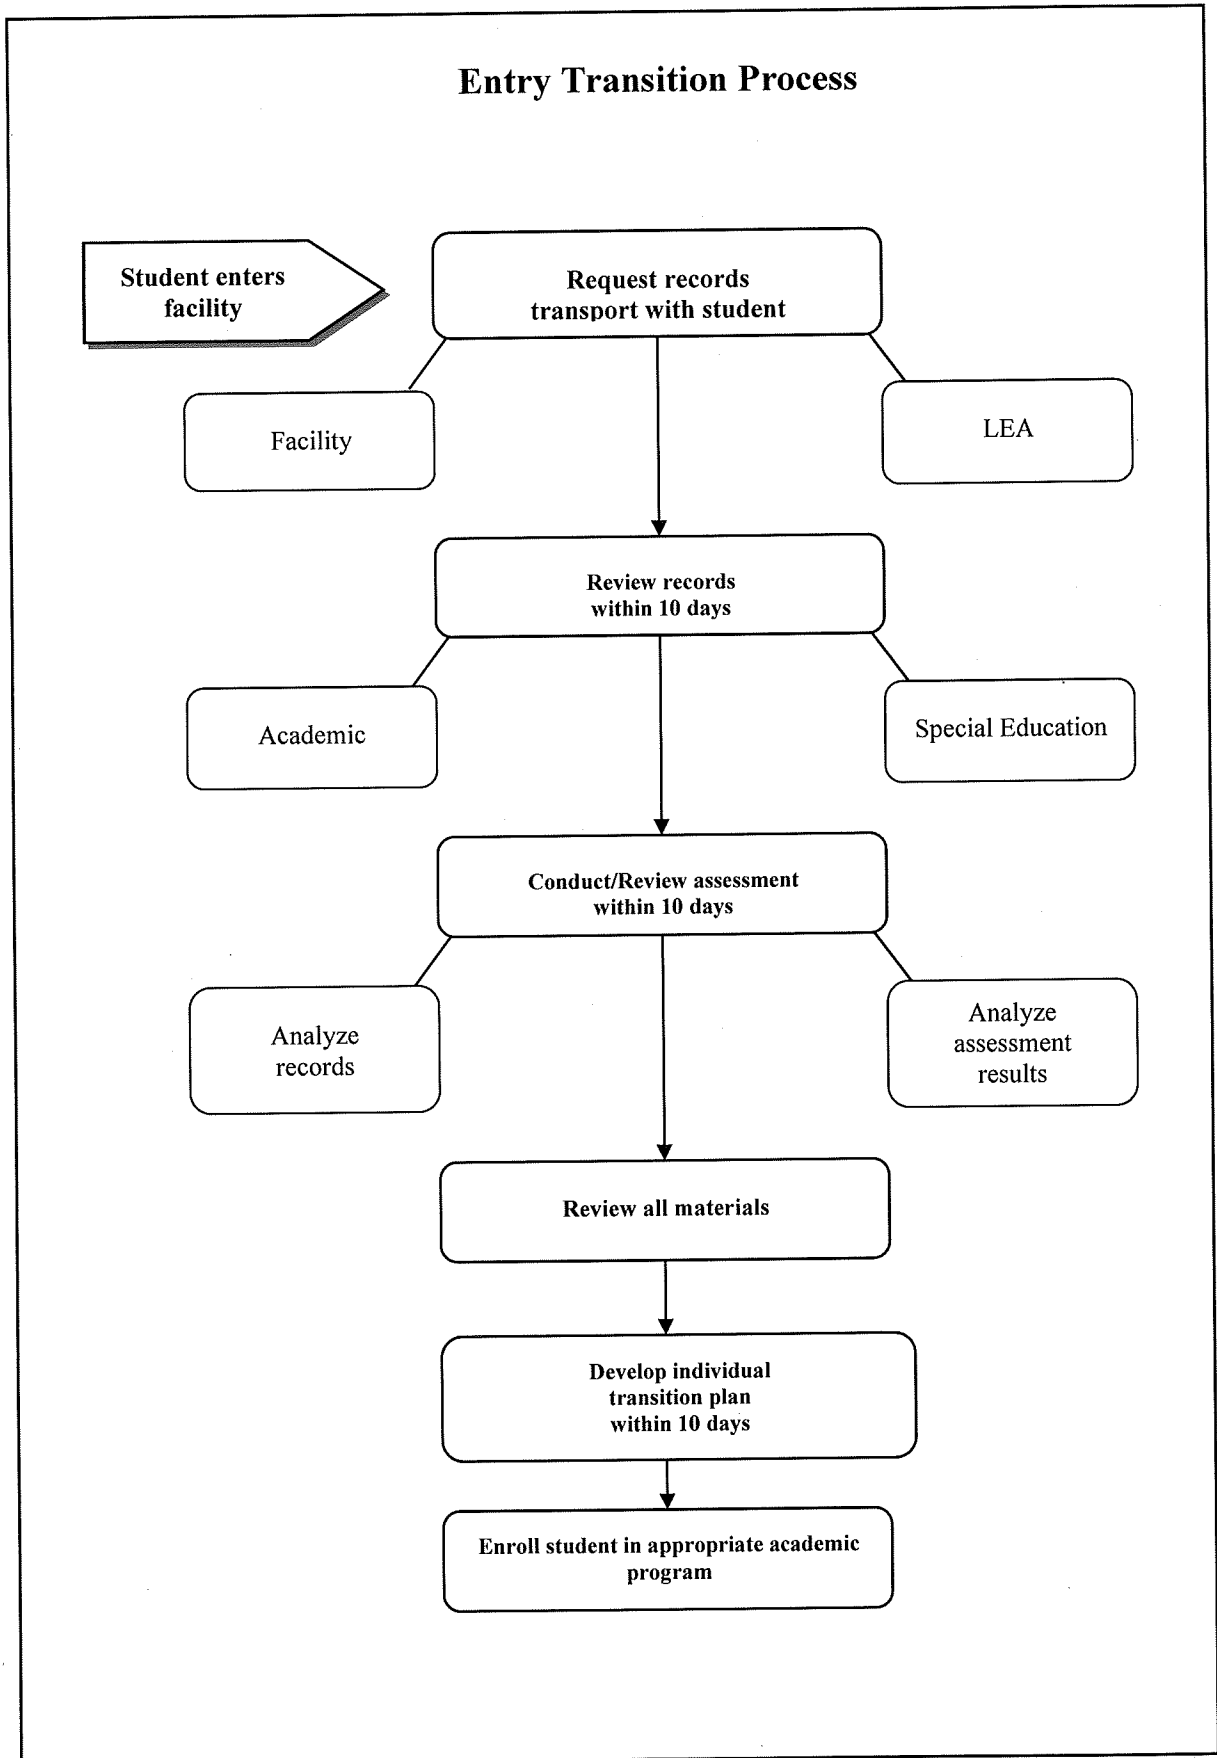 Entry Transition Process
Student enters
facility
Request records
transport with student
Facility
LEA
Review records
within 10 days
Academic
Special Education
Conduct/Review assessment
within 10 days
Analyze
records
Analyze
assessment
results
Review all materials
Develop individual
transition plan
within 10 days
Enroll student in appropriate academic
program